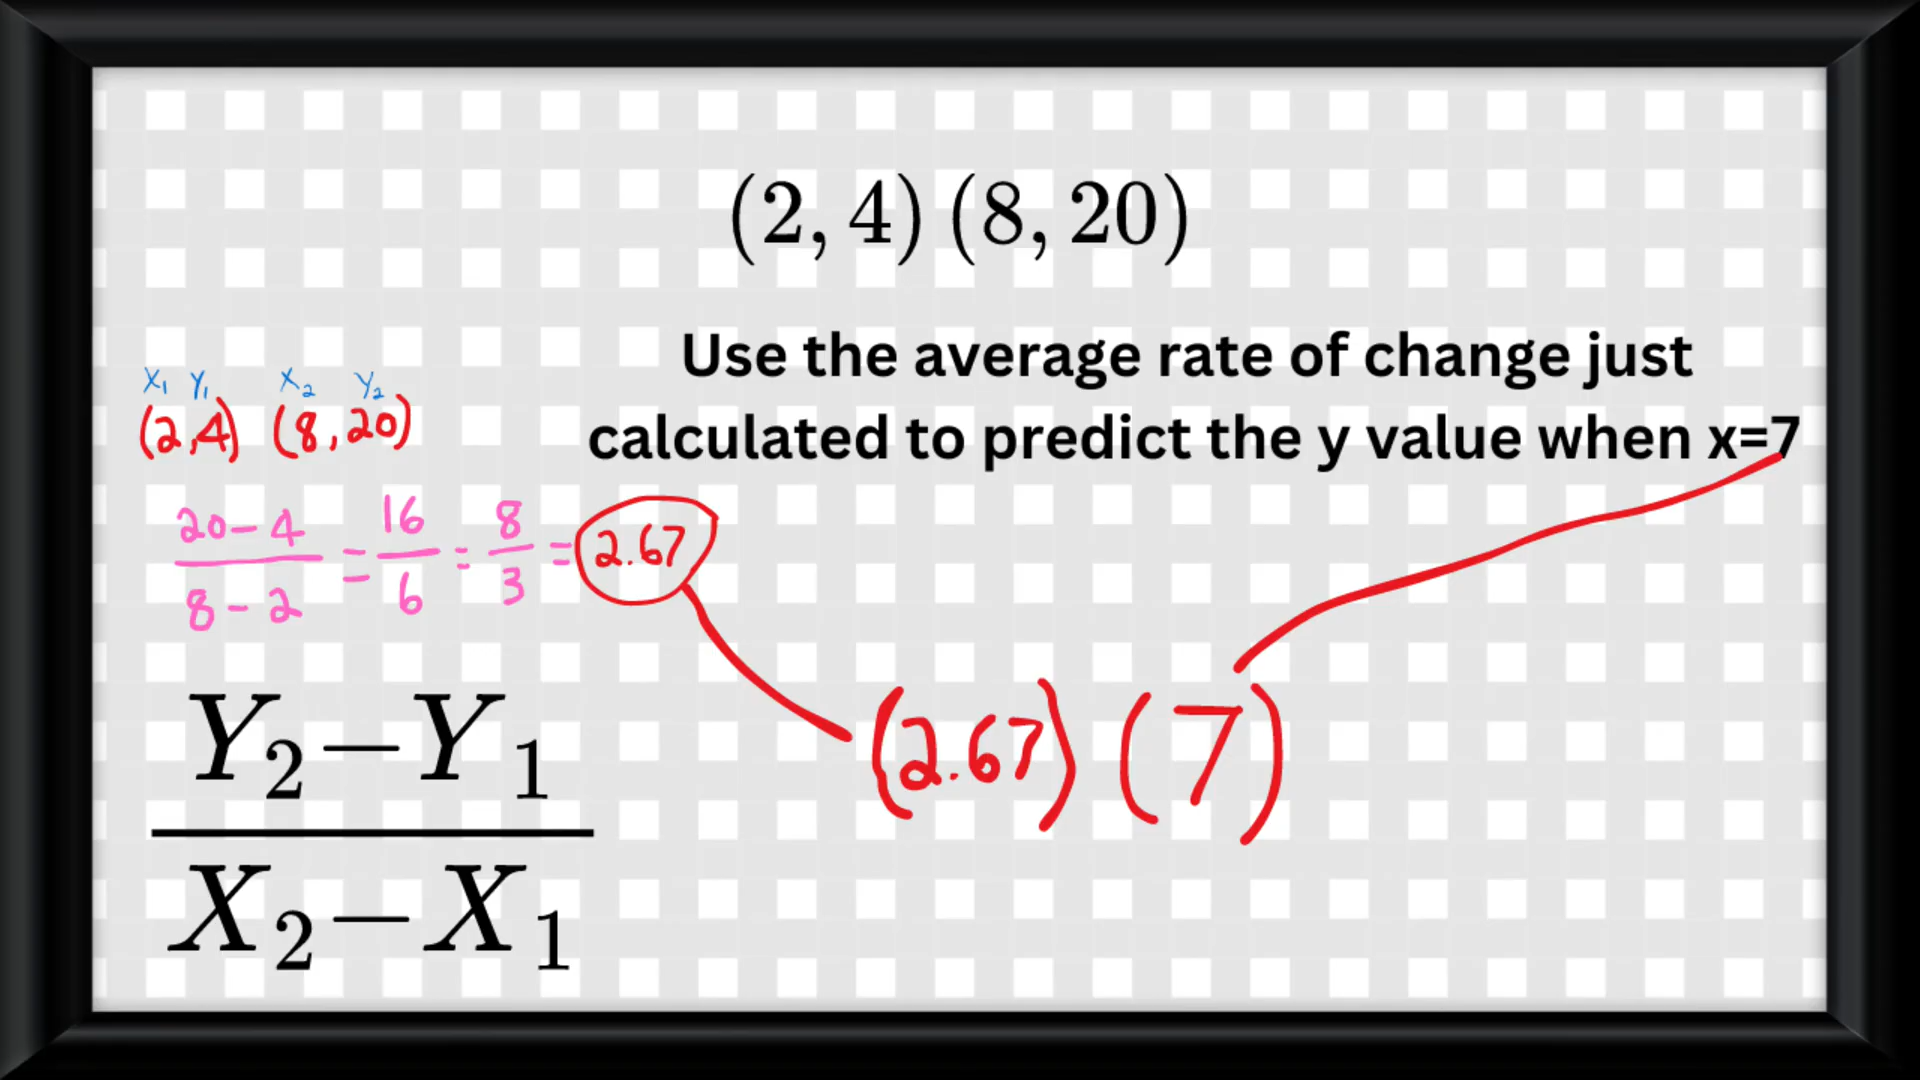 (2, 4) (8, 20)
Use the average rate of change just
calculated to predict the y value when x=7
X₁ Y₁ X₂ Y₂
(2,4) (8,20)
20-4/8-2 = 16/6 = 8/3 = 2.67
(2.67) (7)
Y₂-Y₁
X₂-X₁